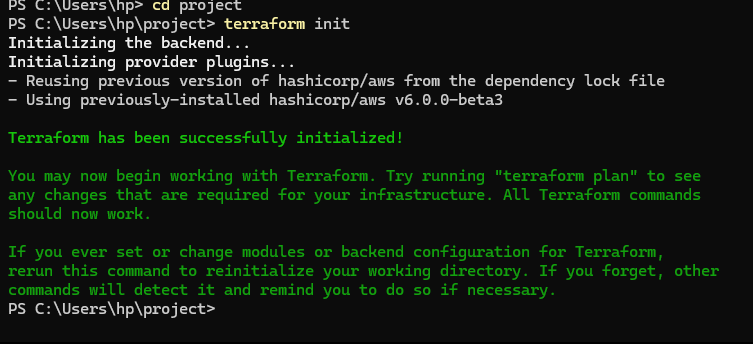 PS C:\Users\hp> cd project
PS C:\Users\hp\project> terraform init
Initializing the backend...
Initializing provider plugins...
- Reusing previous version of hashicorp/aws from the dependency lock file
- Using previously-installed hashicorp/aws v6.0.0-beta3
Terraform has been successfully initialized!
You may now begin working with Terraform. Try running "terraform plan" to see
any changes that are required for your infrastructure. All Terraform commands
should now work.
If you ever set or change modules or backend configuration for Terraform,
rerun this command to reinitialize your working directory. If you forget, other
commands will detect it and remind you to do so if necessary.
PS C:\Users\hp\project>